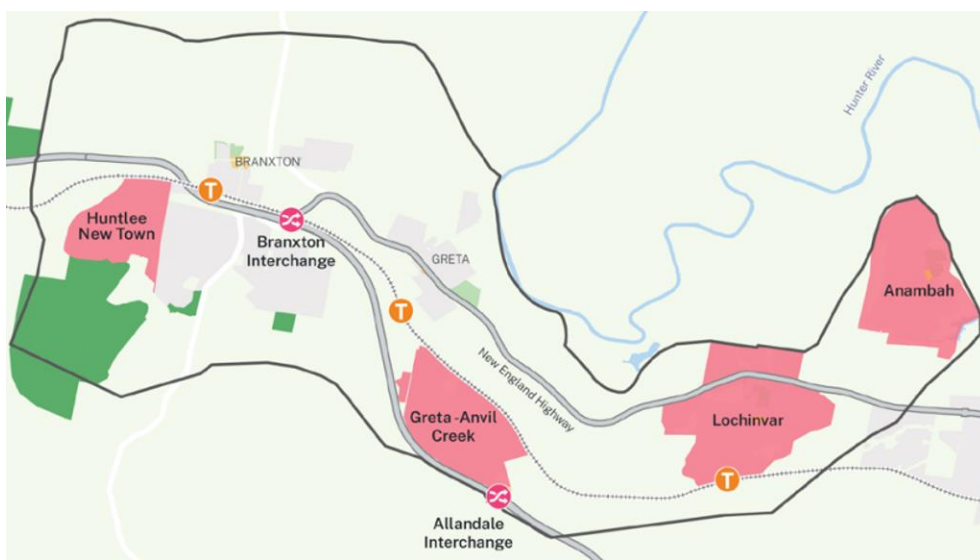 Hunter River
BRANXTON
T
Huntlee
New Town
Branxton
Interchange
GRETA
Anambah
T
New England Highway
Greta -Anvil
Creek
Lochinvar
T
Allandale
Interchange